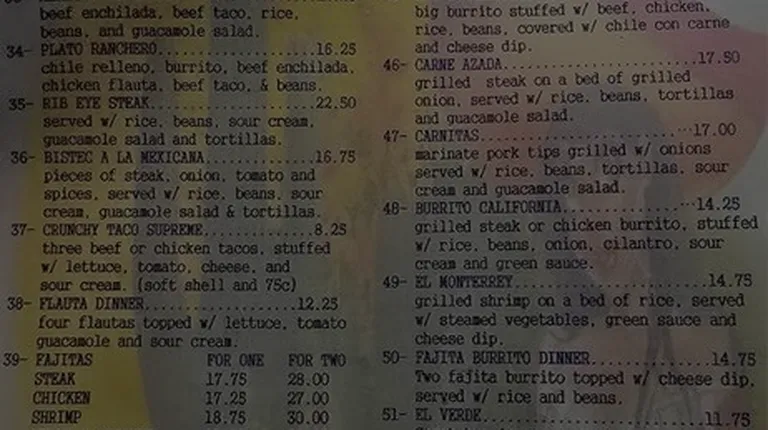 beef enchilada, beef taco, rice,
beans, and guacamole salad.
34- PLATO RANCHERO....................16.25
chile relleno, burrito, beef enchilada,
chicken flauta, beef taco, & beans.
35- RIB EYE STEAK.....................22.50
served w/ rice, beans, sour cream,
guacamole salad and tortillas.
36- BISTEC A LA MEXICANA..............16.75
pieces of steak, onion, tomato and
spices, served w/ rice, beans, sour
cream, guacamole salad & tortillas.
37- CRUNCHY TACO SUPREME..............8.25
three beef or chicken tacos, stuffed
w/ lettuce, tomato, cheese, and
sour cream. (soft shell and 75c)
38- FLAUTA DINNER...................12.25
four flautas topped w/ lettuce, tomato
guacamole and sour cream.
39- FAJITAS FOR ONE FOR TWO
STEAK 17.75 28.00
CHICKEN 17.25 27.00
SHRIMP 18.75 30.00
big burrito stuffed w/ beef, chicken,
rice, beans, covered w/ chile con carne
and cheese dip.
46- CARNE AZADA.........................17.50
grilled steak on a bed of grilled
onion, served w/ rice, beans, tortillas
and guacamole salad.
47- CARNITAS............................17.00
marinate pork tips grilled w/ onions
served w/ rice, beans, tortillas, sour
cream and guacamole salad.
48- BURRITO CALIFORNIA................14.25
grilled steak or chicken burrito, stuffed
w/ rice, beans, onion, cilantro, sour
cream and green sauce.
49- EL MONTERREY........................14.75
grilled shrimp on a bed of rice, served
w/ steamed vegetables, green sauce and
cheese dip.
50- FAJITA BURRITO DINNER..............14.75
Two fajita burrito topped w/ cheese dip,
served w/ rice and beans.
51- EL VERDE............................11.75